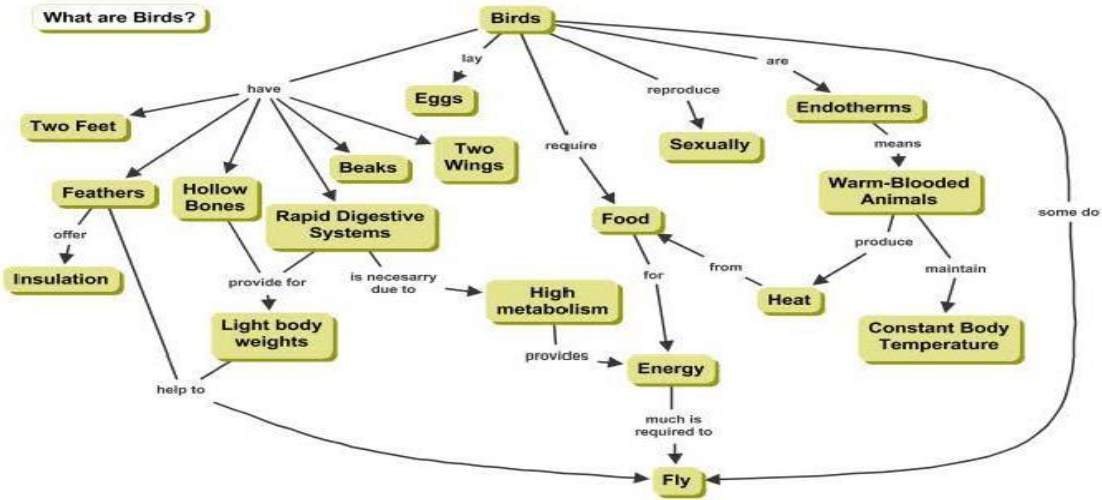 What are Birds?
Birds
lay
are
have
Eggs
reproduce
Endotherms
Two Feet
require
means
Beaks
Two
Wings
Sexually
Feathers
Hollow
Bones
Warm-Blooded
Animals
Rapid Digestive
Systems
Food
some do
offer
produce
from
maintain
Insulation
provide for
is necesarry
due to
for
High
metabolism
Heat
Light body
weights
Constant Body
Temperature
provides
Energy
help to
much is
required to
Fly